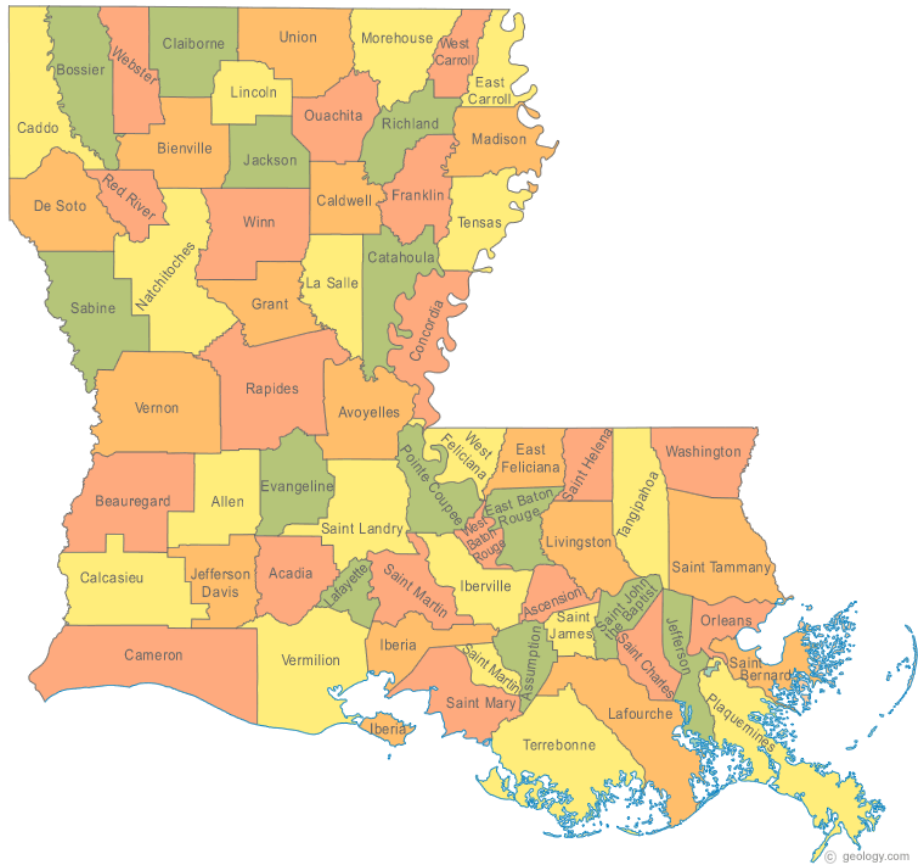 Claiborne
Union
Morehouse
West
Carroll
Webster
Bossier
East
Carroll
Lincoln
Ouachita
Richland
Caddo
Madison
Bienville
Jackson
Red River
Caldwell
Franklin
De Soto
Winn
Tensas
Catahoula
Natchitoches
La Salle
Sabine
Grant
Concordia
Rapides
Vernon
Avoyelles
West
Feliciana
East
Feliciana
Saint Helena
Washington
Pointe Coupee
Evangeline
Tangipahoa
Beauregard
Allen
East Baton
Rouge
Saint Landry
West
Baton
Rouge
Livingston
Saint Tammany
Calcasieu
Jefferson
Davis
Acadia
Lafayette
Saint Martin
Iberville
Ascension
Saint John
the Baptist
Saint
James
Orleans
Jefferson
Cameron
Vermilion
Iberia
Saint Martin
Assumption
Saint Charles
Saint
Bernard
Saint Mary
Lafourche
Plaquemines
Iberia
Terrebonne
© geology.com